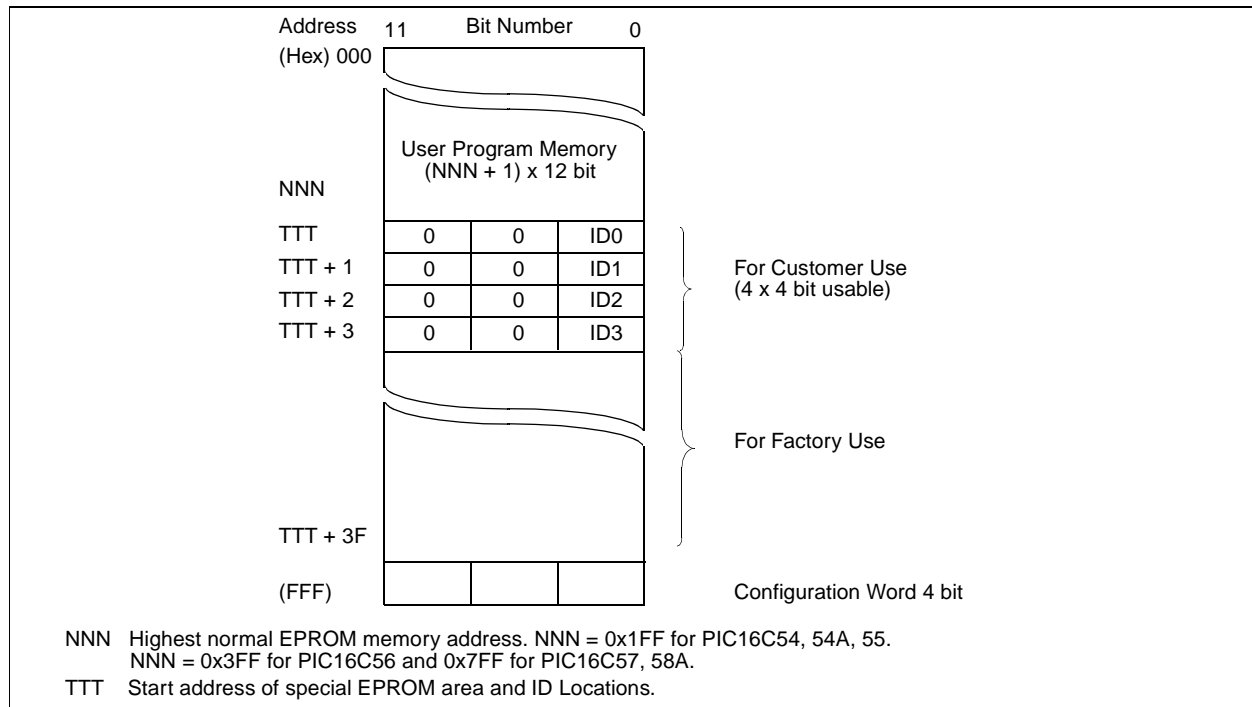 Address 11 Bit Number 0
(Hex) 000
User Program Memory
(NNN + 1) x 12 bit
NNN
TTT 0 0 ID0
TTT + 1 0 0 ID1
For Customer Use
(4 x 4 bit usable)
TTT + 2 0 0 ID2
TTT + 3 0 0 ID3
For Factory Use
TTT + 3F
(FFF) Configuration Word 4 bit
NNN Highest normal EPROM memory address. NNN = 0x1FF for PIC16C54, 54A, 55.
NNN = 0x3FF for PIC16C56 and 0x7FF for PIC16C57, 58A.
TTT Start address of special EPROM area and ID Locations.